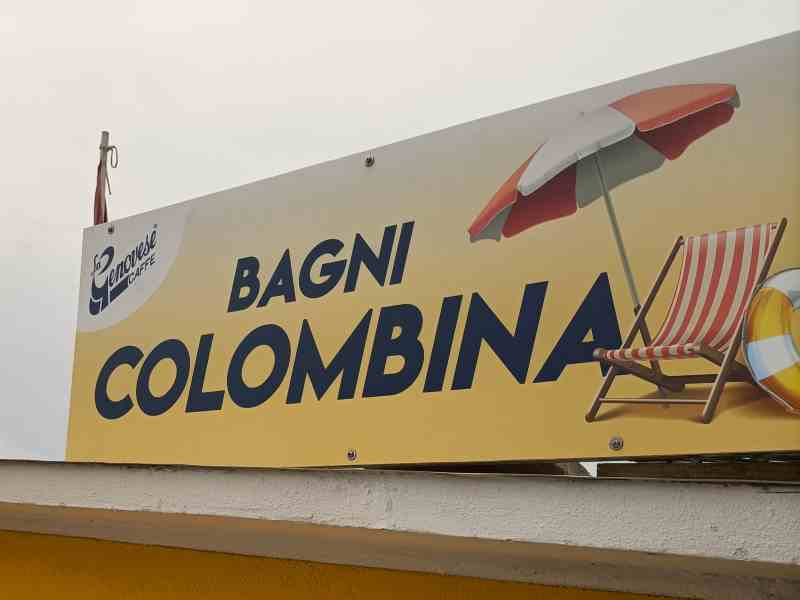 la Genovese
CAFFÈ
BAGNI
COLOMBINA